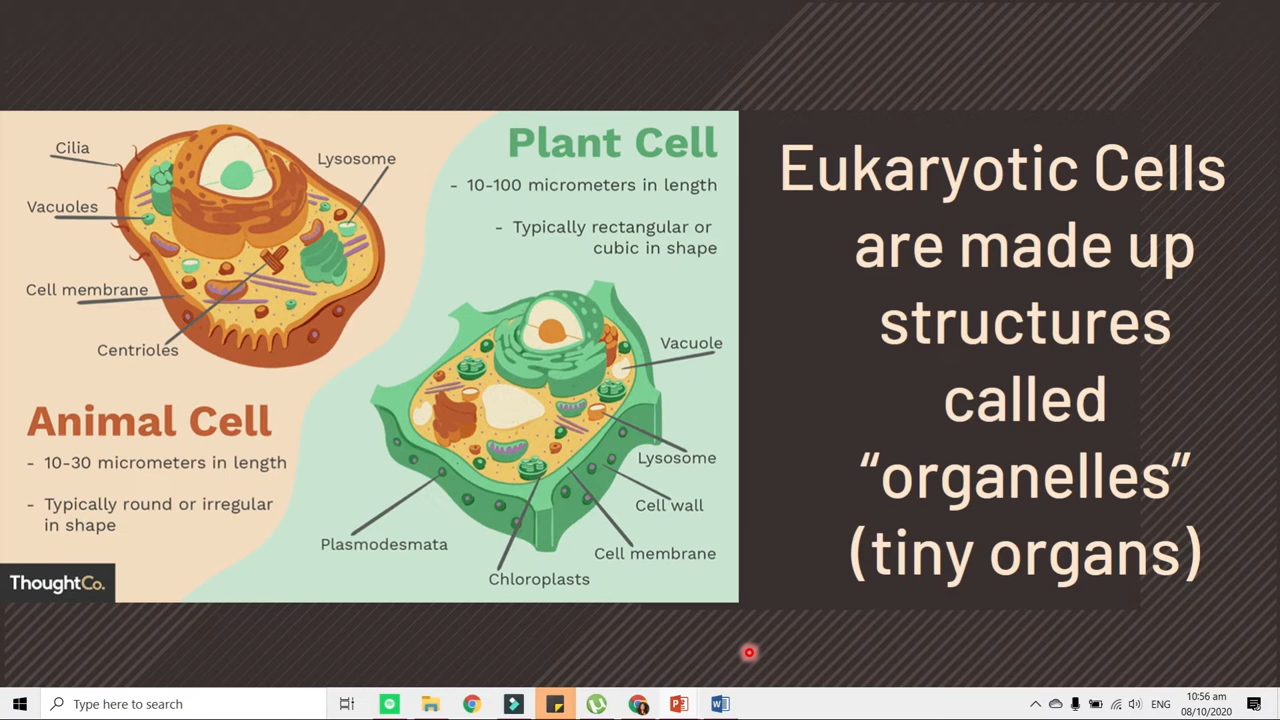 Cilia
Lysosome
Vacuoles
Cell membrane
Centrioles
Animal Cell
- 10-30 micrometers in length
- Typically round or irregular
in shape
ThoughtCo.
Plant Cell
- 10-100 micrometers in length
- Typically rectangular or
cubic in shape
Vacuole
Lysosome
Cell wall
Cell membrane
Plasmodesmata
Chloroplasts
Eukaryotic Cells
are made up
structures
called
“organelles”
(tiny organs)
Type here to search
ENG
10:56 am
08/10/2020